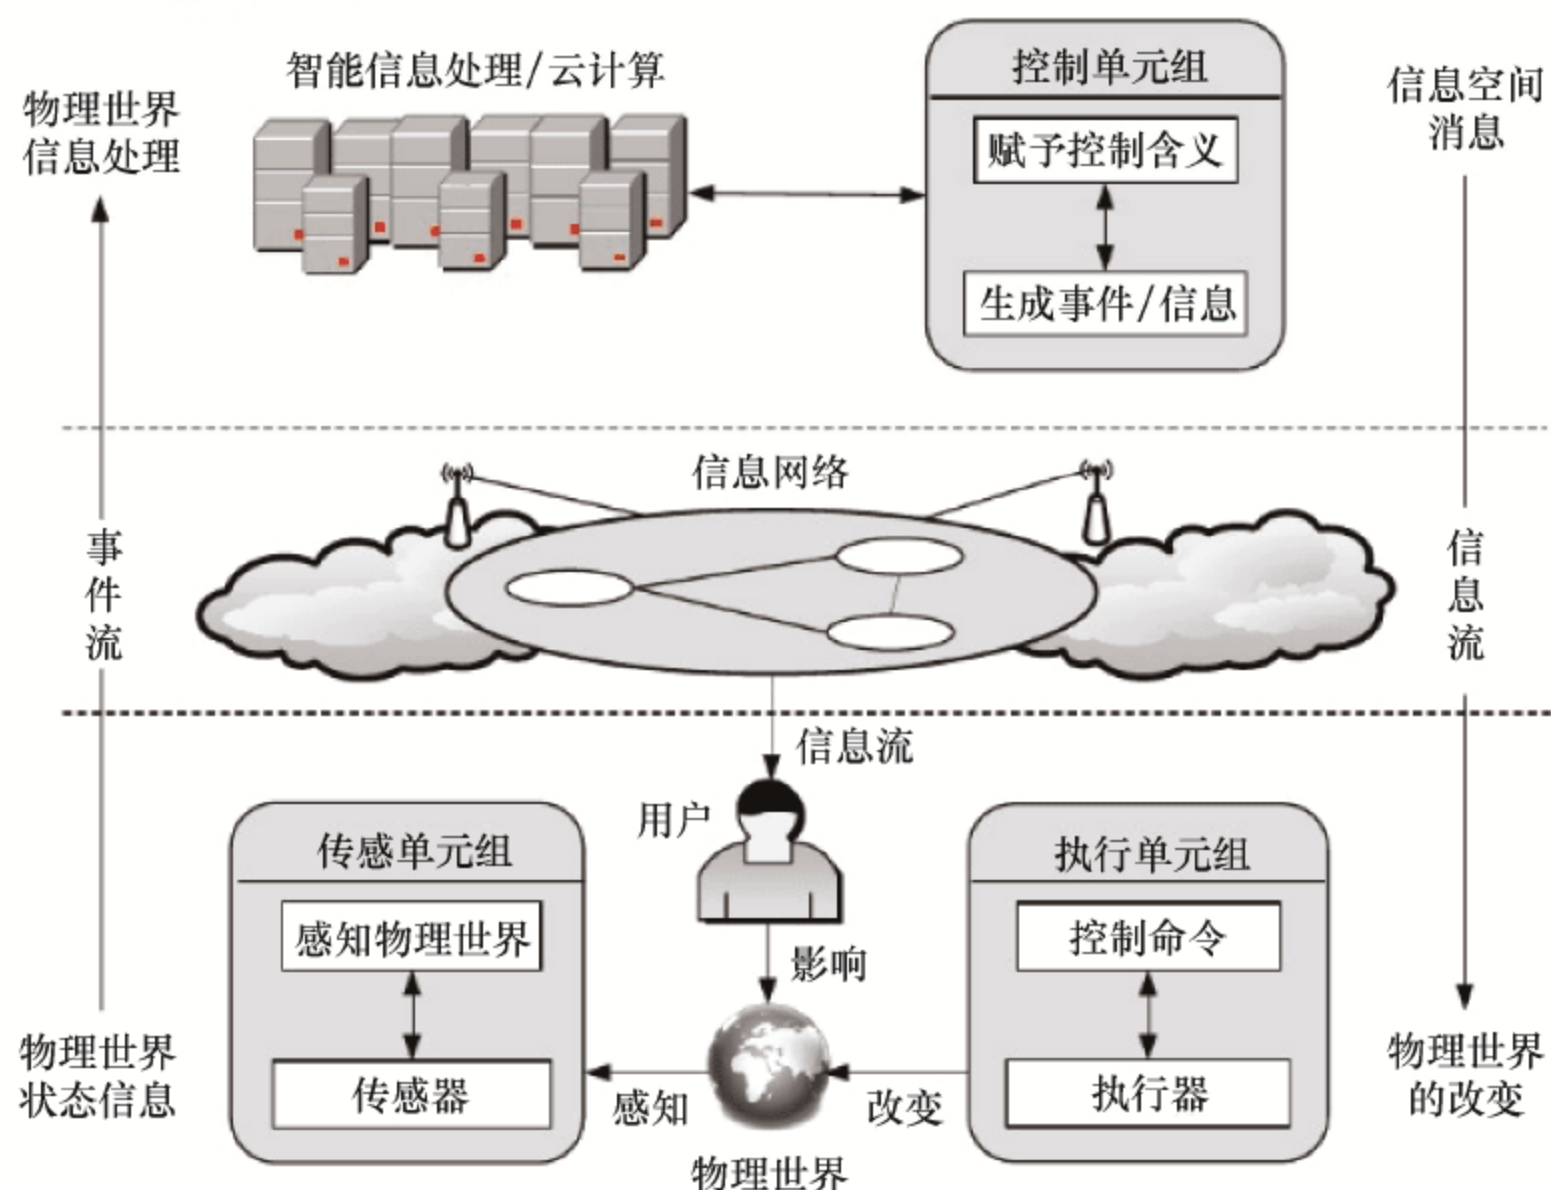 智能信息处理/云计算
控制单元组
物理世界
信息处理
信息空间
消息
赋予控制含义
生成事件/信息
信息网络
事件流
信息流
信息流
用户
传感单元组
执行单元组
感知物理世界
控制命令
影响
物理世界
状态信息
传感器
感知
改变
执行器
物理世界
的改变
物理世界